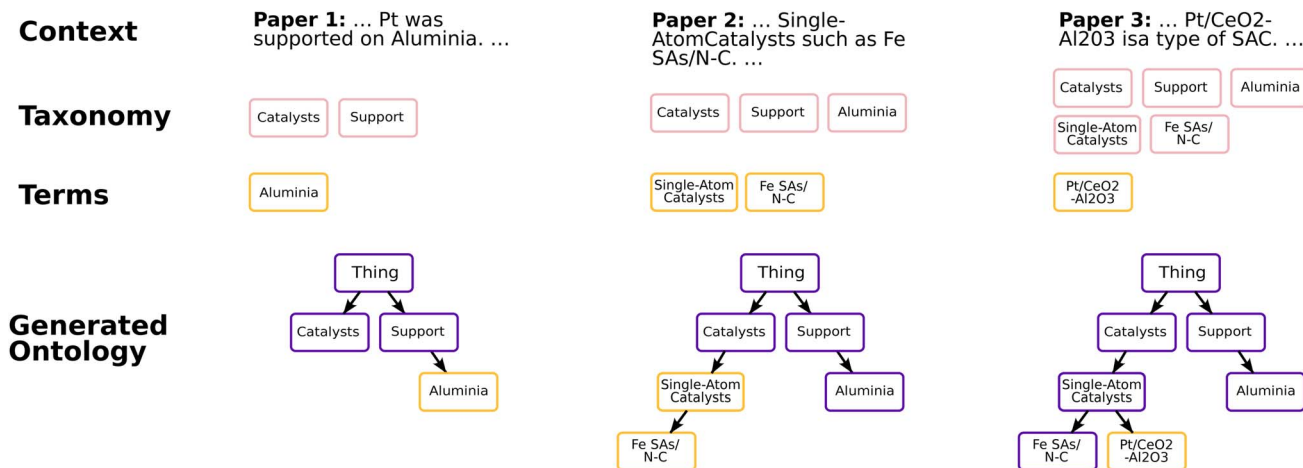 Context
Paper 1: ... Pt was
supported on Aluminia. ...
Paper 2: ... Single-
AtomCatalysts such as Fe
SAs/N-C. ...
Paper 3: ... Pt/CeO2-
Al203 isa type of SAC. ...
Taxonomy
Catalysts
Support
Catalysts
Support
Aluminia
Catalysts
Support
Aluminia
Single-Atom
Catalysts
Fe SAs/
N-C
Terms
Aluminia
Single-Atom
Catalysts
Fe SAs/
N-C
Pt/CeO2
-Al2O3
Generated
Ontology
Thing
Catalysts
Support
Aluminia
Thing
Catalysts
Support
Single-Atom
Catalysts
Aluminia
Fe SAs/
N-C
Thing
Catalysts
Support
Single-Atom
Catalysts
Aluminia
Fe SAs/
N-C
Pt/CeO2
-Al2O3